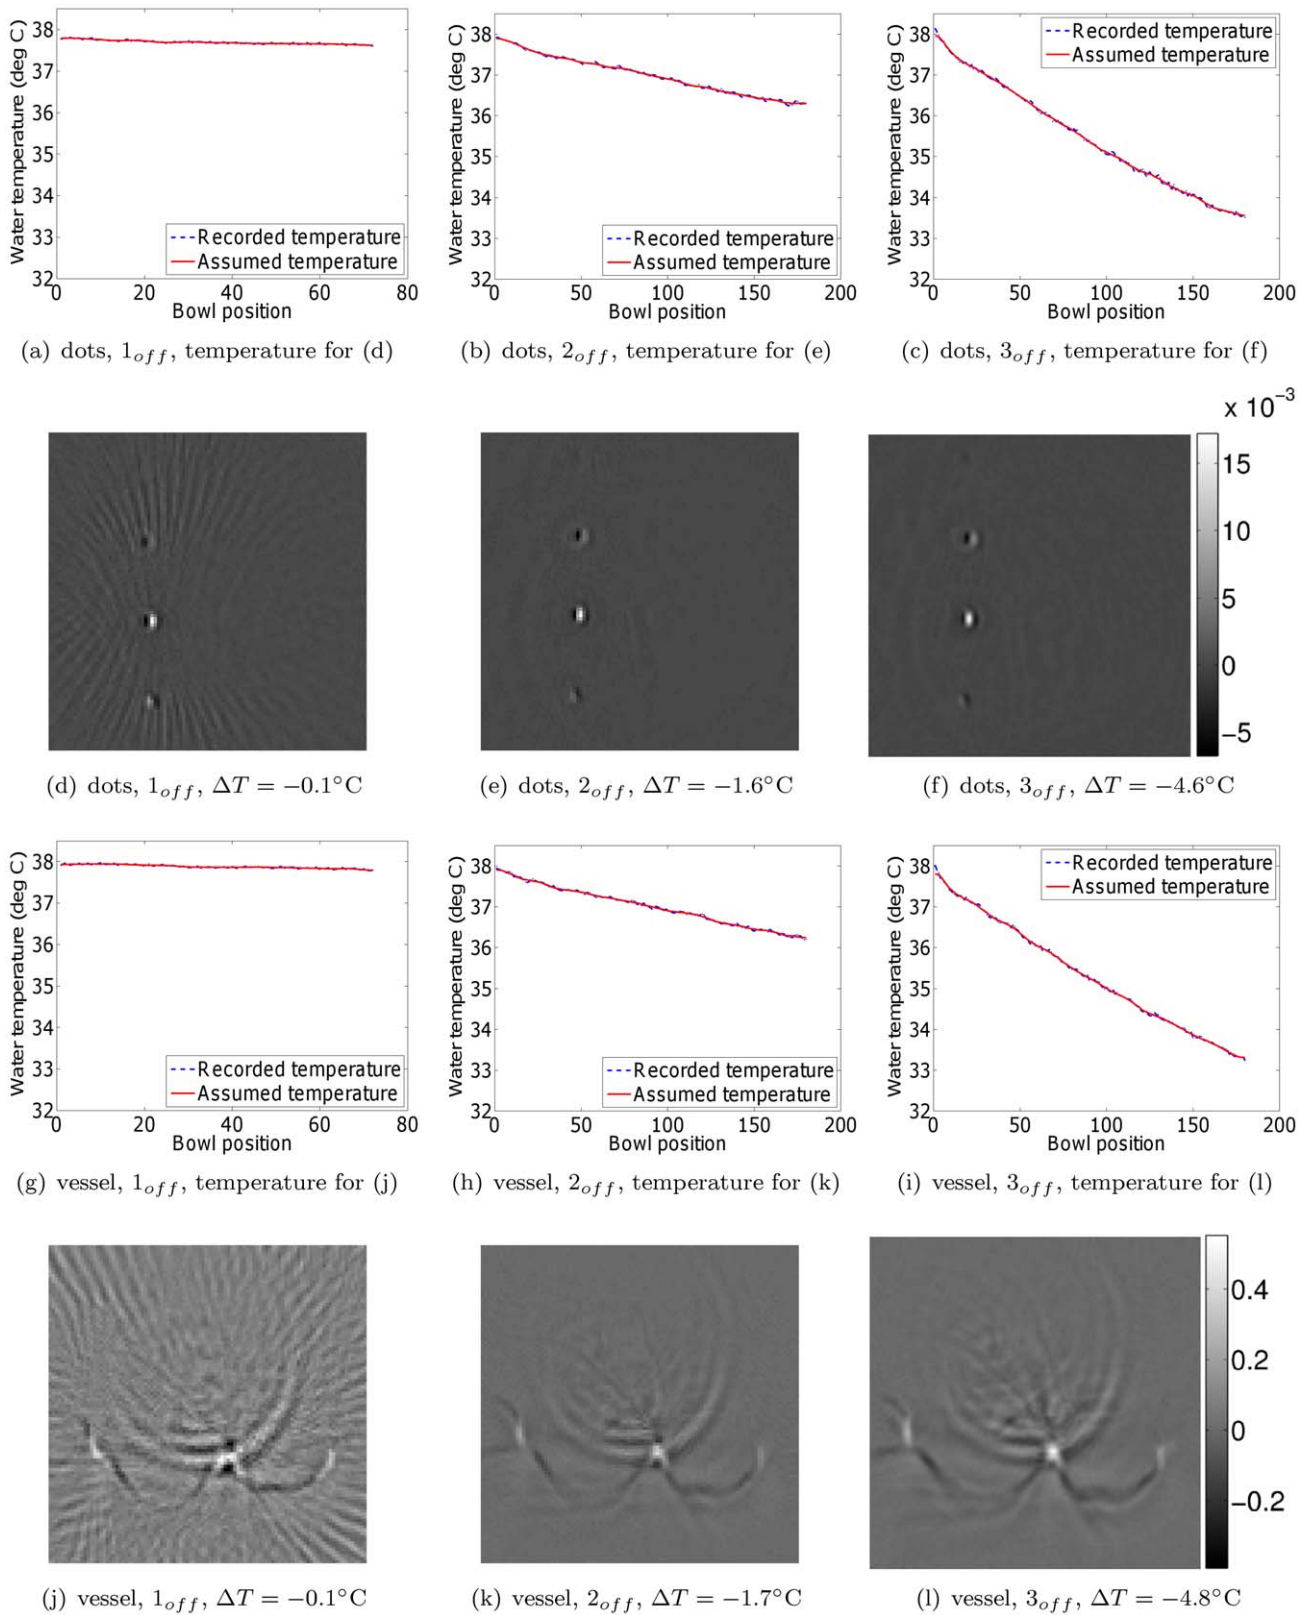 Water temperature (deg C)
38
37
36
35
34
33
32
0 20 40 60 80
Bowl position
Recorded temperature
Assumed temperature
Water temperature (deg C)
38
37
36
35
34
33
32
0 50 100 150 200
Bowl position
Recorded temperature
Assumed temperature
Water temperature (deg C)
38
37
36
35
34
33
32
0 50 100 150 200
Bowl position
Recorded temperature
Assumed temperature
(a) dots, 1off, temperature for (d)
(b) dots, 2off, temperature for (e)
(c) dots, 3off, temperature for (f)
x 10⁻³
15
10
5
0
−5
(d) dots, 1off, ΔT = −0.1°C
(e) dots, 2off, ΔT = −1.6°C
(f) dots, 3off, ΔT = −4.6°C
Water temperature (deg C)
38
37
36
35
34
33
32
0 20 40 60 80
Bowl position
Recorded temperature
Assumed temperature
Water temperature (deg C)
38
37
36
35
34
33
32
0 50 100 150 200
Bowl position
Recorded temperature
Assumed temperature
Water temperature (deg C)
38
37
36
35
34
33
32
0 50 100 150 200
Bowl position
Recorded temperature
Assumed temperature
(g) vessel, 1off, temperature for (j)
(h) vessel, 2off, temperature for (k)
(i) vessel, 3off, temperature for (l)
0.4
0.2
0
−0.2
(j) vessel, 1off, ΔT = −0.1°C
(k) vessel, 2off, ΔT = −1.7°C
(l) vessel, 3off, ΔT = −4.8°C